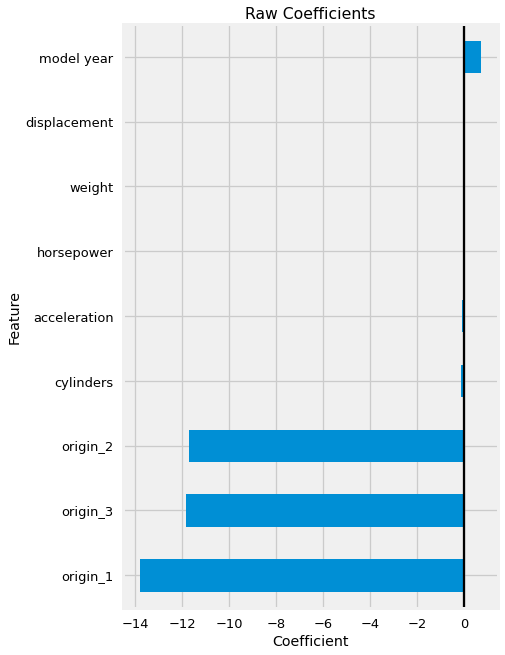 Raw Coefficients
model year
displacement
weight
horsepower
acceleration
cylinders
origin_2
origin_3
origin_1
Feature
−14 −12 −10 −8 −6 −4 −2 0
Coefficient